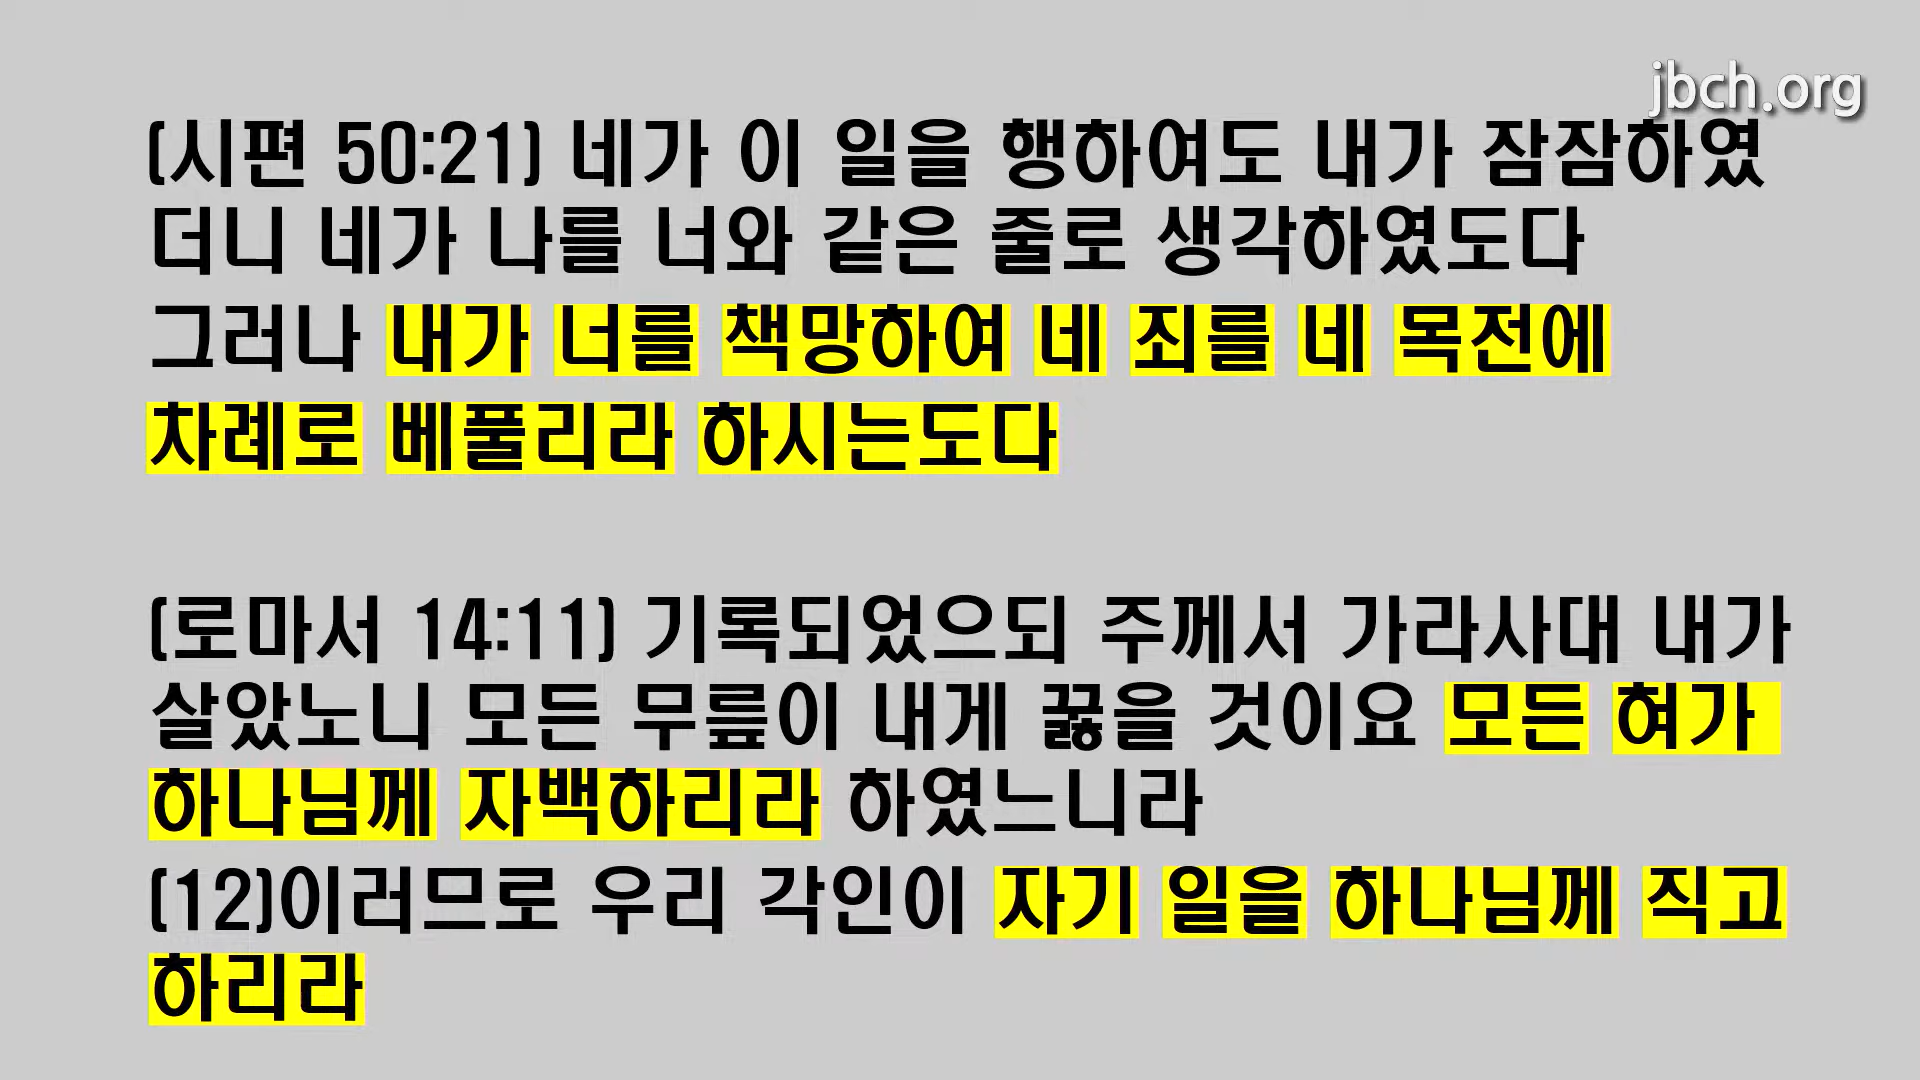 jbch.org
(시편 50:21) 네가 이 일을 행하여도 내가 잠잠하였
더니 네가 나를 너와 같은 줄로 생각하였도다
그러나 내가 너를 책망하여 네 죄를 네 목전에
차례로 베풀리라 하시는도다
(로마서 14:11) 기록되었으되 주께서 가라사대 내가
살았노니 모든 무릎이 내게 꿇을 것이요 모든 혀가
하나님께 자백하리라 하였느니라
(12)이러므로 우리 각인이 자기 일을 하나님께 직고
하리라